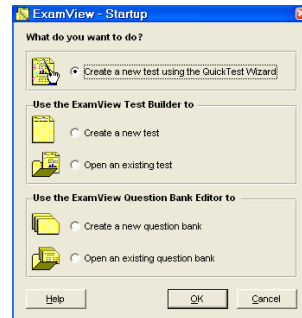 ExamView - Startup
What do you want to do?
Create a new test using the QuickTest Wizard
Use the ExamView Test Builder to
Create a new test
Open an existing test
Use the ExamView Question Bank Editor to
Create a new question bank
Open an existing question bank
Help
OK
Cancel